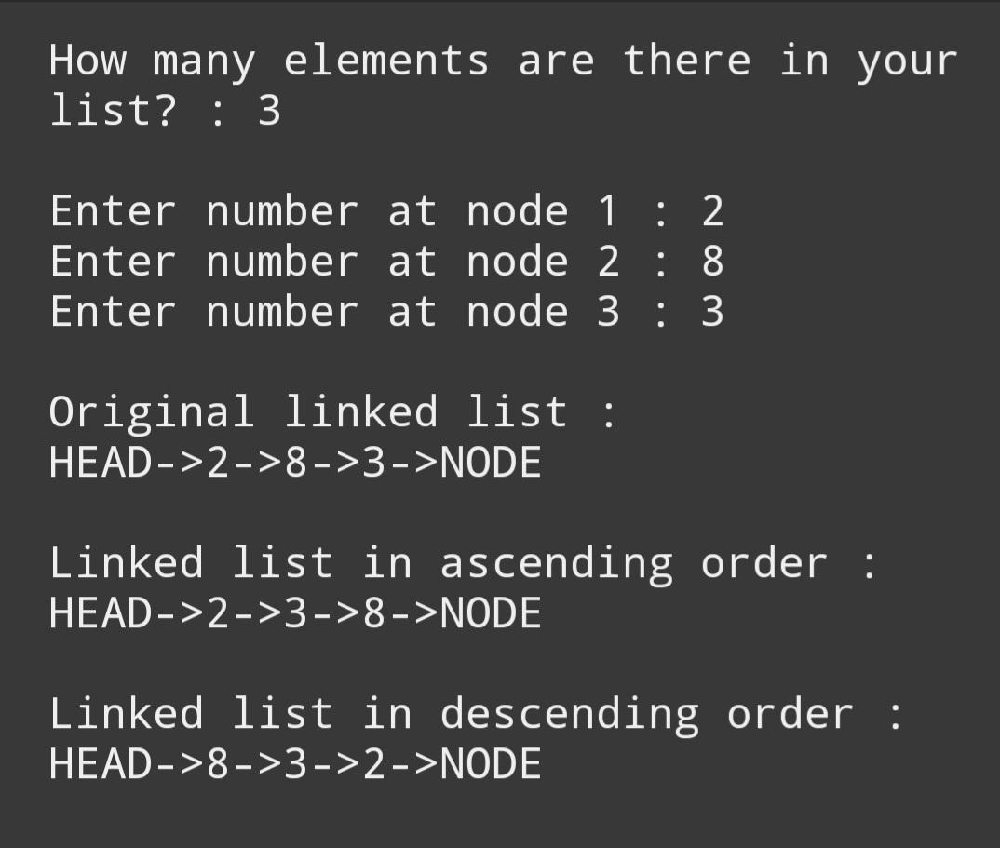 How many elements are there in your
list? : 3
Enter number at node 1 : 2
Enter number at node 2 : 8
Enter number at node 3 : 3
Original linked list :
HEAD->2->8->3->NODE
Linked list in ascending order :
HEAD->2->3->8->NODE
Linked list in descending order :
HEAD->8->3->2->NODE